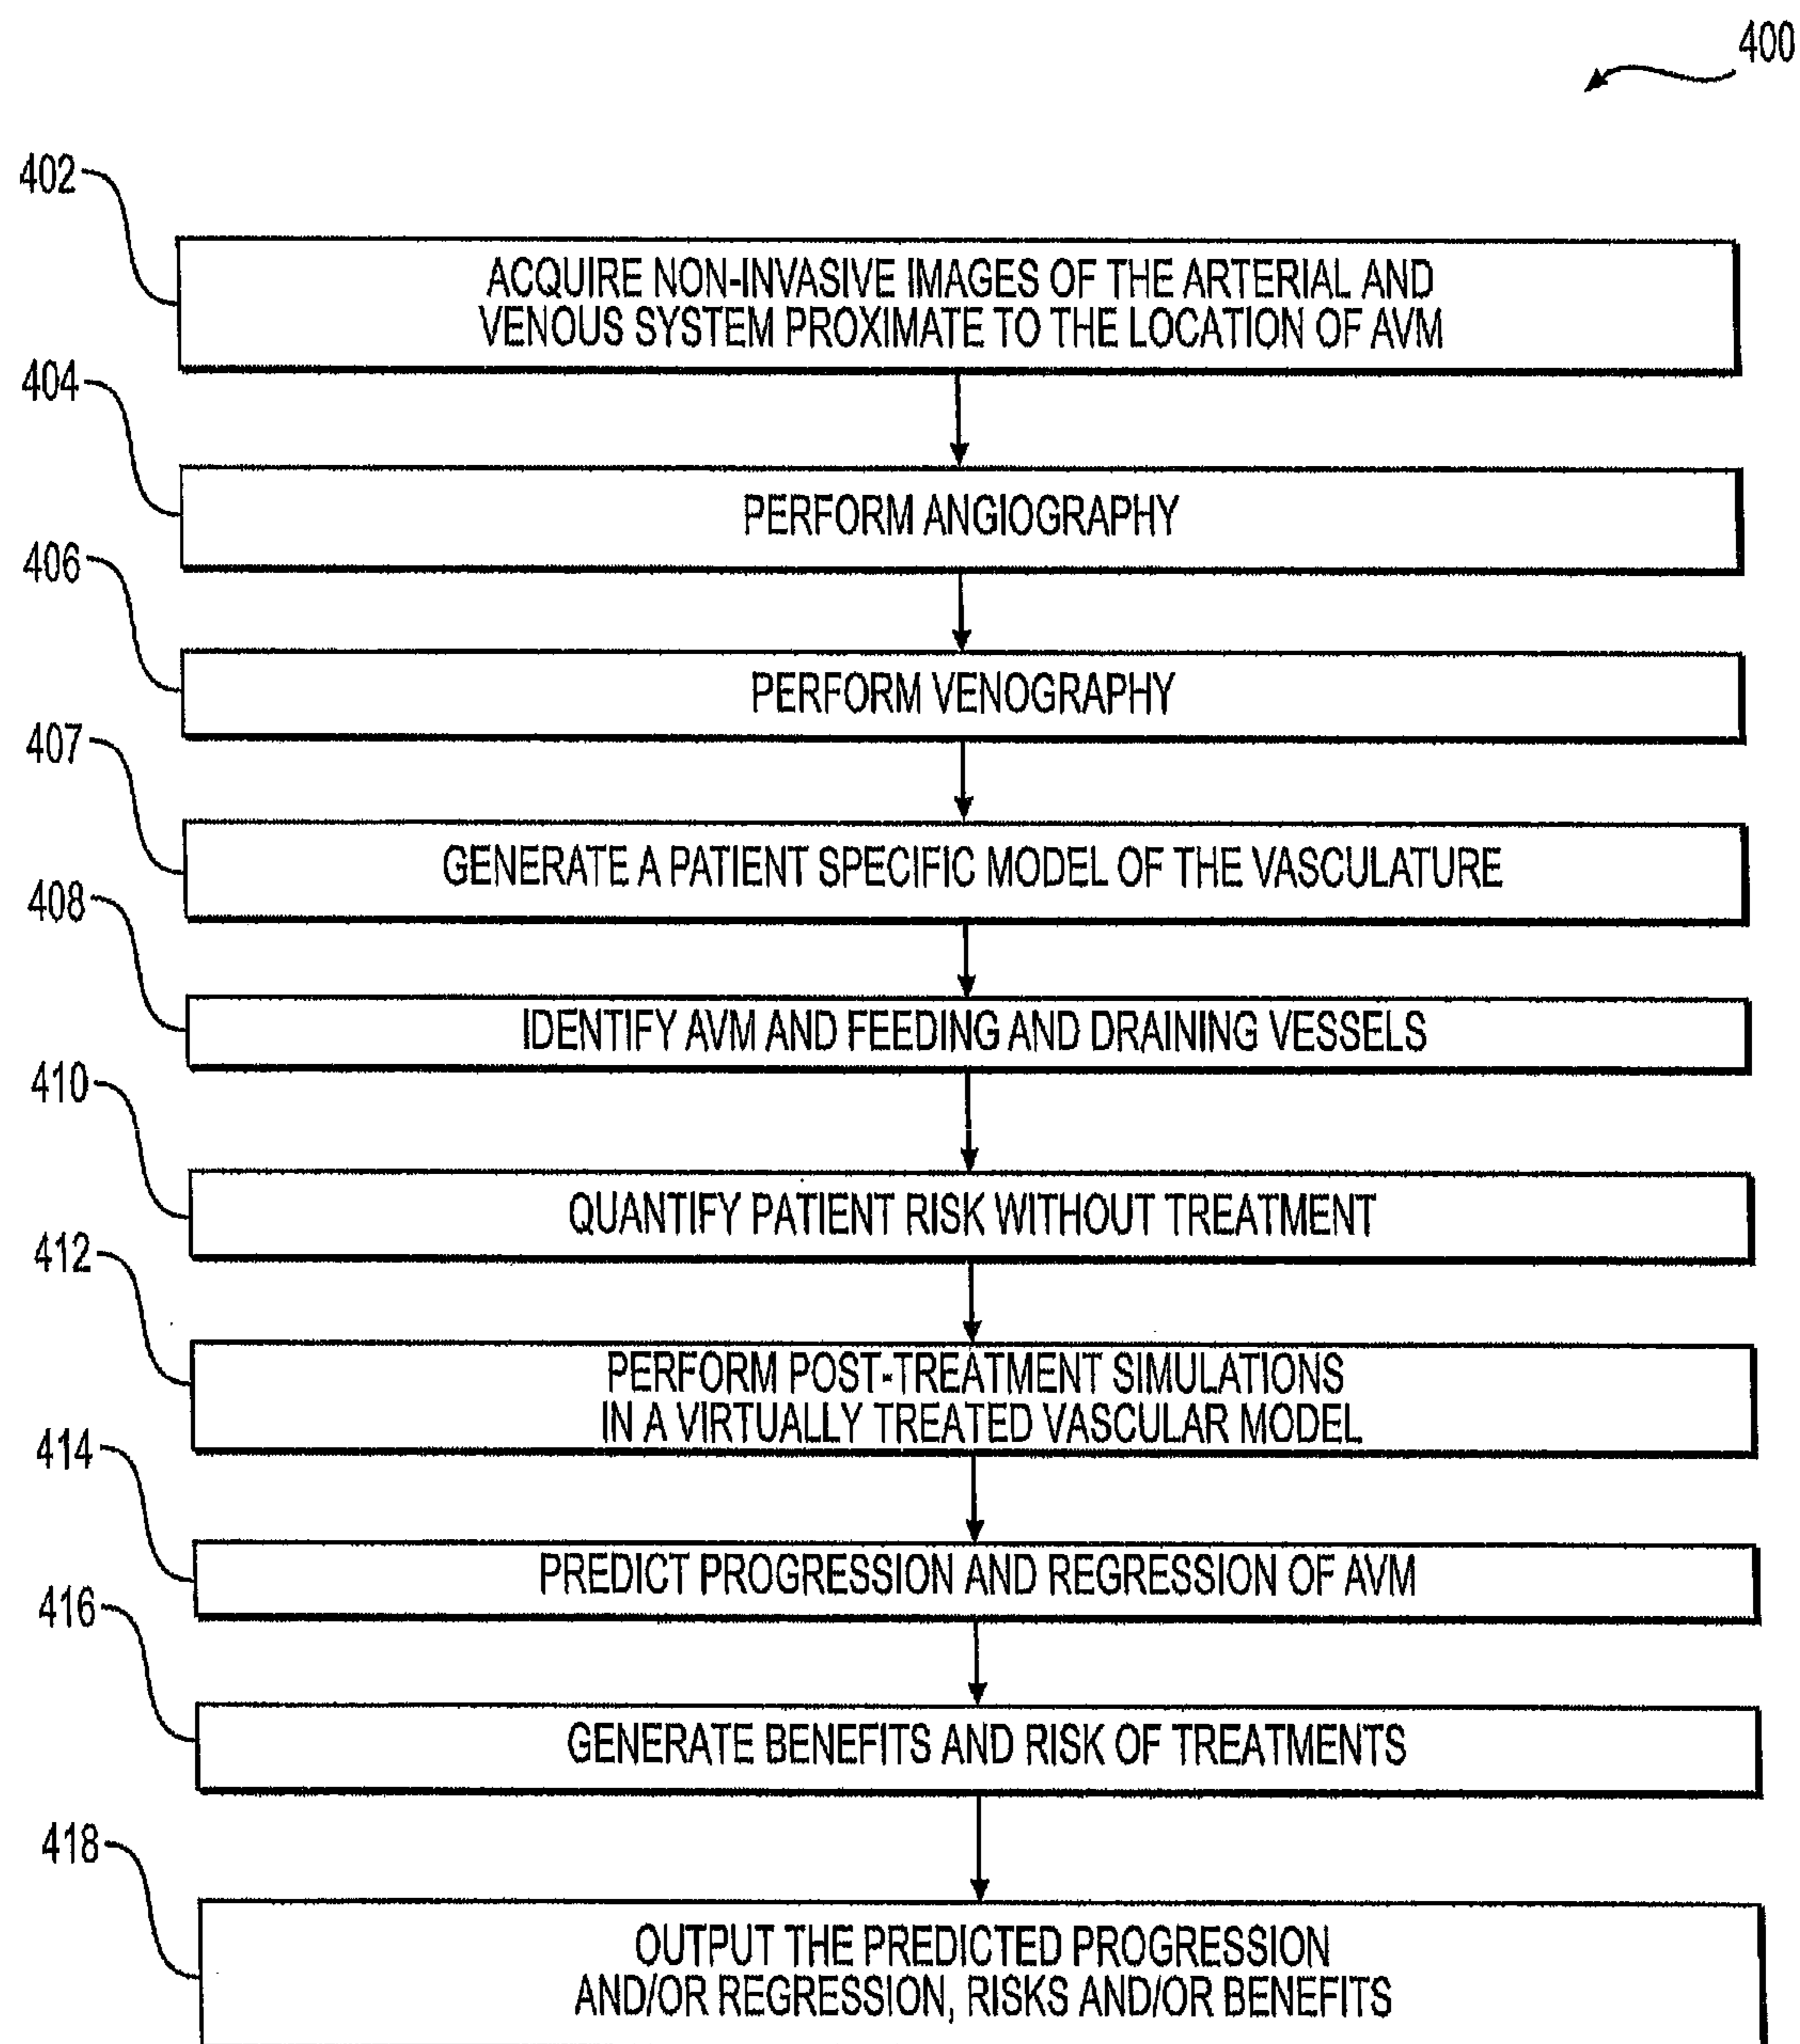 400
402
ACQUIRE NON-INVASIVE IMAGES OF THE ARTERIAL AND
VENOUS SYSTEM PROXIMATE TO THE LOCATION OF AVM
404
PERFORM ANGIOGRAPHY
406
PERFORM VENOGRAPHY
407
GENERATE A PATIENT SPECIFIC MODEL OF THE VASCULATURE
408
IDENTIFY AVM AND FEEDING AND DRAINING VESSELS
410
QUANTIFY PATIENT RISK WITHOUT TREATMENT
412
PERFORM POST-TREATMENT SIMULATIONS
IN A VIRTUALLY TREATED VASCULAR MODEL
414
PREDICT PROGRESSION AND REGRESSION OF AVM
416
GENERATE BENEFITS AND RISK OF TREATMENTS
418
OUTPUT THE PREDICTED PROGRESSION
AND/OR REGRESSION, RISKS AND/OR BENEFITS